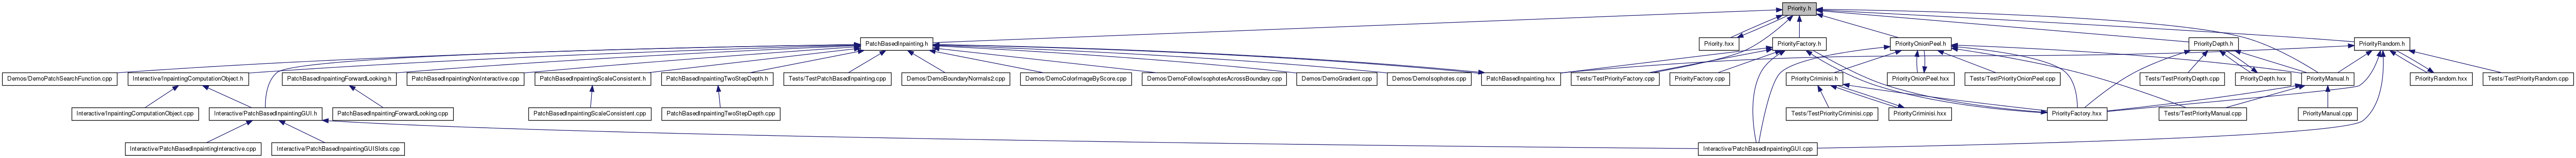 Priority.h
PatchBasedInpainting.h
Priority.hxx
PriorityFactory.h
PriorityOnionPeel.h
PriorityDepth.h
PriorityRandom.h
Demos/DemoPatchSearchFunction.cpp
Interactive/InpaintingComputationObject.h
PatchBasedInpaintingForwardLooking.h
PatchBasedInpaintingNonInteractive.cpp
PatchBasedInpaintingScaleConsistent.h
PatchBasedInpaintingTwoStepDepth.h
Tests/TestPatchBasedInpainting.cpp
Demos/DemoBoundaryNormals2.cpp
Demos/DemoColorImageByScore.cpp
Demos/DemoFollowIsophotesAcrossBoundary.cpp
Demos/DemoGradient.cpp
Demos/DemoIsophotes.cpp
PatchBasedInpainting.hxx
Tests/TestPriorityFactory.cpp
PriorityFactory.cpp
PriorityCriminisi.h
PriorityOnionPeel.hxx
Tests/TestPriorityOnionPeel.cpp
Tests/TestPriorityDepth.cpp
PriorityDepth.hxx
PriorityManual.h
PriorityRandom.hxx
Tests/TestPriorityRandom.cpp
Interactive/InpaintingComputationObject.cpp
Interactive/PatchBasedInpaintingGUI.h
PatchBasedInpaintingForwardLooking.cpp
PatchBasedInpaintingScaleConsistent.cpp
PatchBasedInpaintingTwoStepDepth.cpp
Tests/TestPriorityCriminisi.cpp
PriorityCriminisi.hxx
PriorityFactory.hxx
Tests/TestPriorityManual.cpp
PriorityManual.cpp
Interactive/PatchBasedInpaintingInteractive.cpp
Interactive/PatchBasedInpaintingGUISlots.cpp
Interactive/PatchBasedInpaintingGUI.cpp